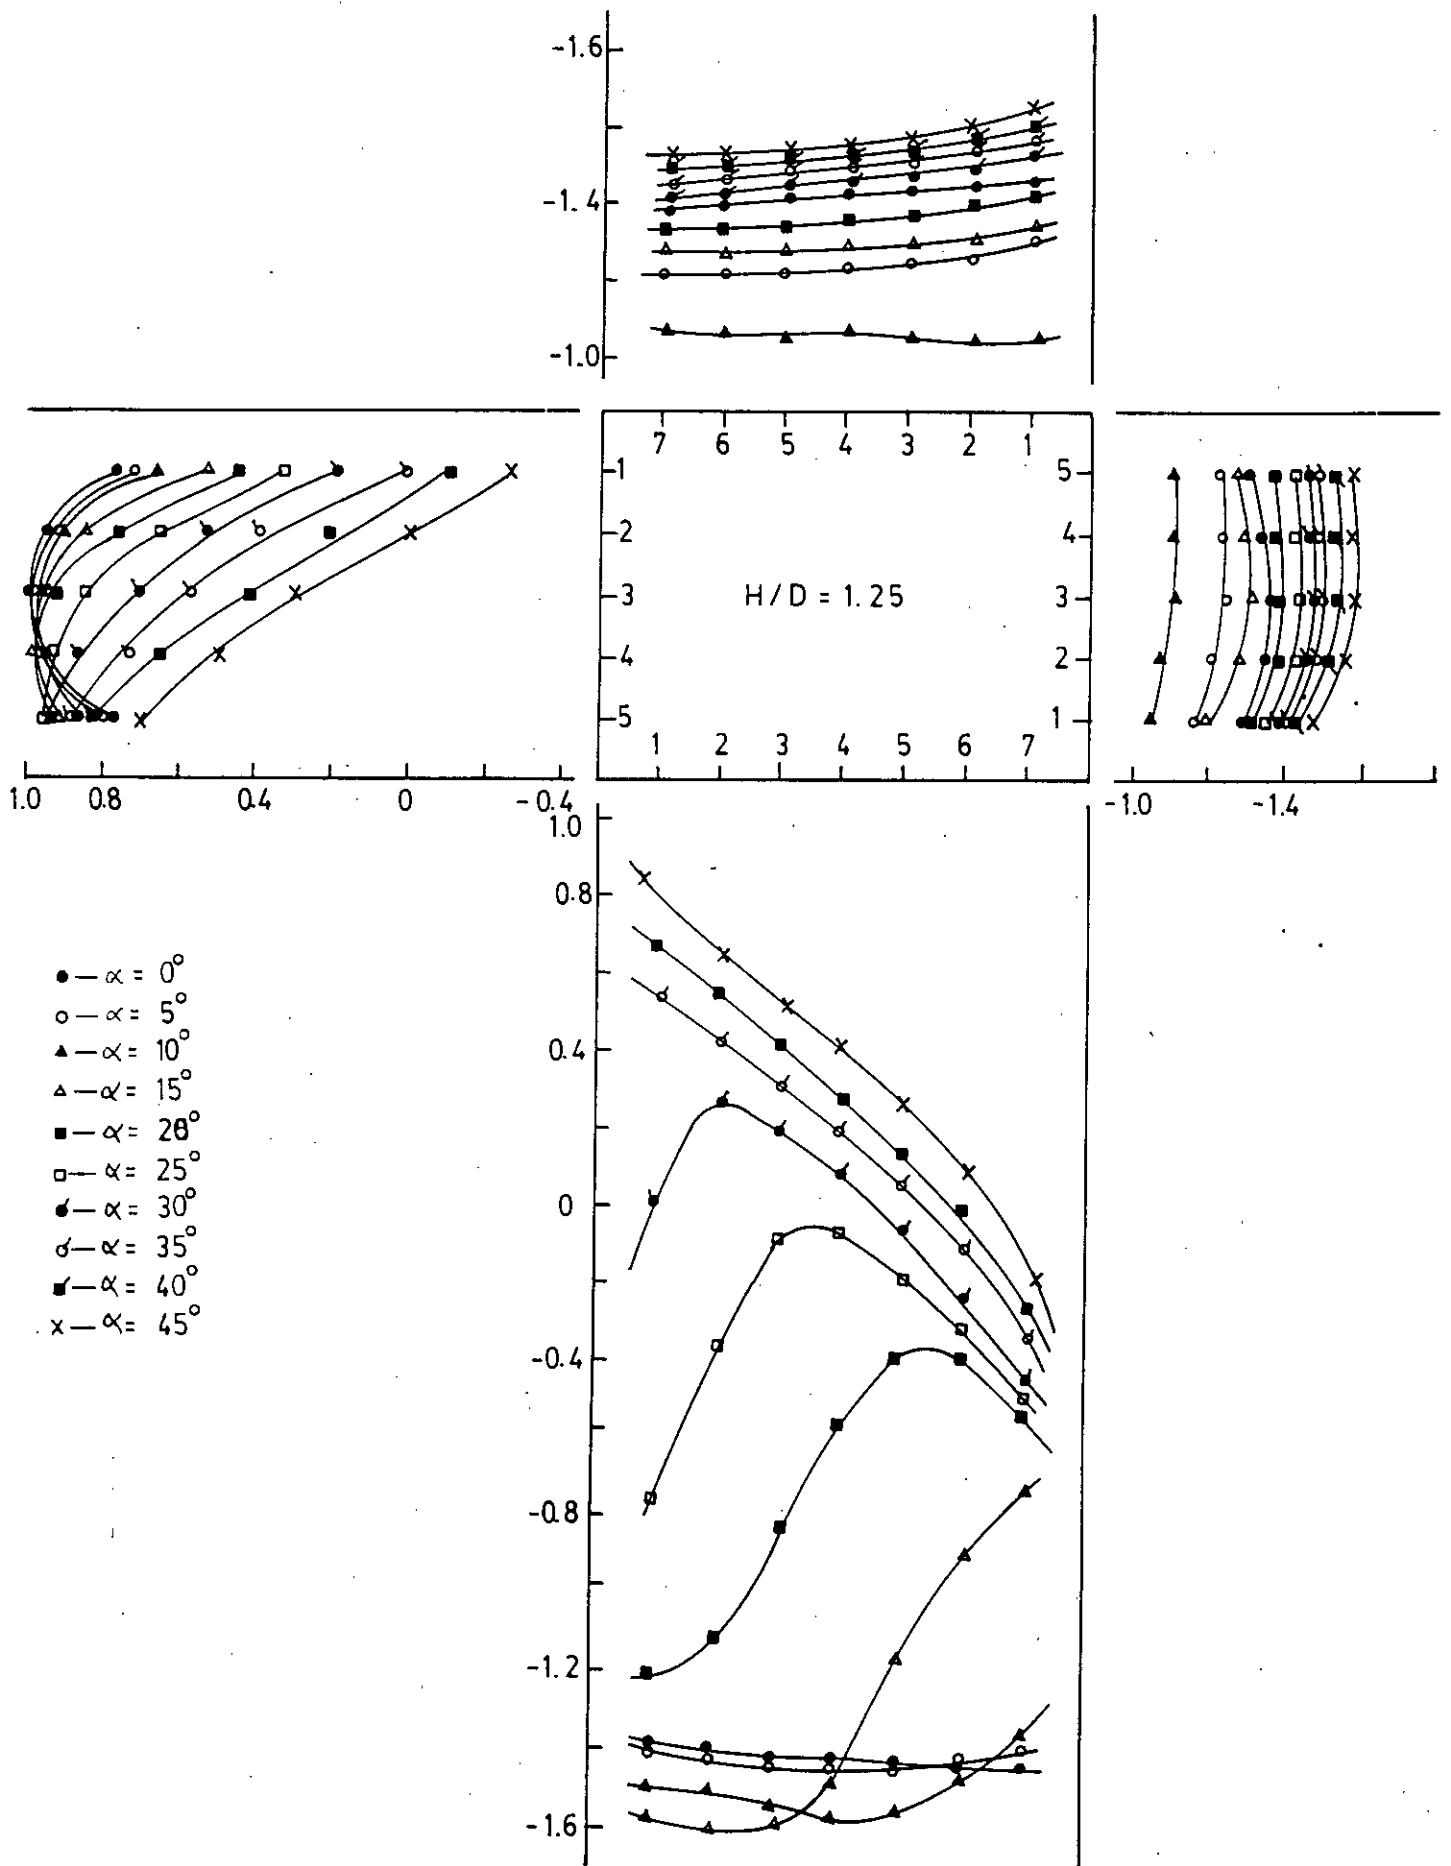 -1.6
-1.4
-1.0
7 6 5 4 3 2 1
-1
-2
-3
-4
-5
H/D = 1.25
5
4
3
2
1
1 2 3 4 5 6 7
1.0 0.8 0.4 0 -0.4
-1.0 -1.4
1.0
0.8
0.4
0
-0.4
-0.8
-1.2
-1.6
● — α = 0°
○ — α = 5°
▲ — α = 10°
△ — α = 15°
■ — α = 20°
□ — α = 25°
● — α = 30°
○ — α = 35°
■ — α = 40°
× — α = 45°